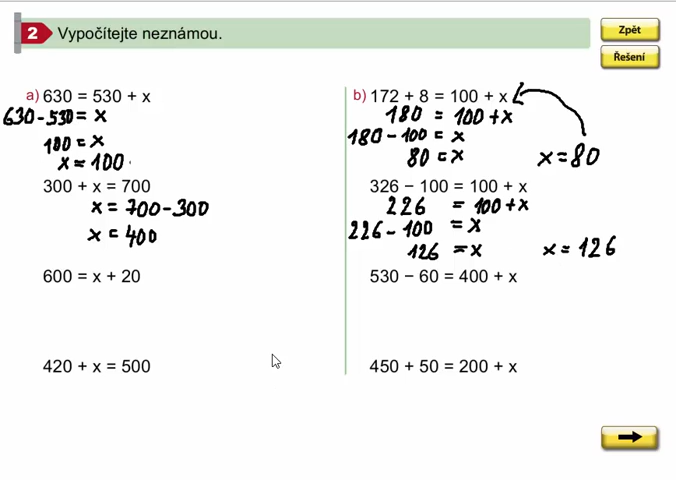 2 Vypočítejte neznámou.
Zpět
Řešení
a) 630 = 530 + x
630 - 530 = x
100 = x
x = 100
300 + x = 700
x = 700 - 300
x = 400
600 = x + 20
420 + x = 500
b) 172 + 8 = 100 + x
180 = 100 + x
180 - 100 = x
80 = x
x = 80
326 − 100 = 100 + x
226 = 100 + x
226 - 100 = x
126 = x
x = 126
530 − 60 = 400 + x
450 + 50 = 200 + x